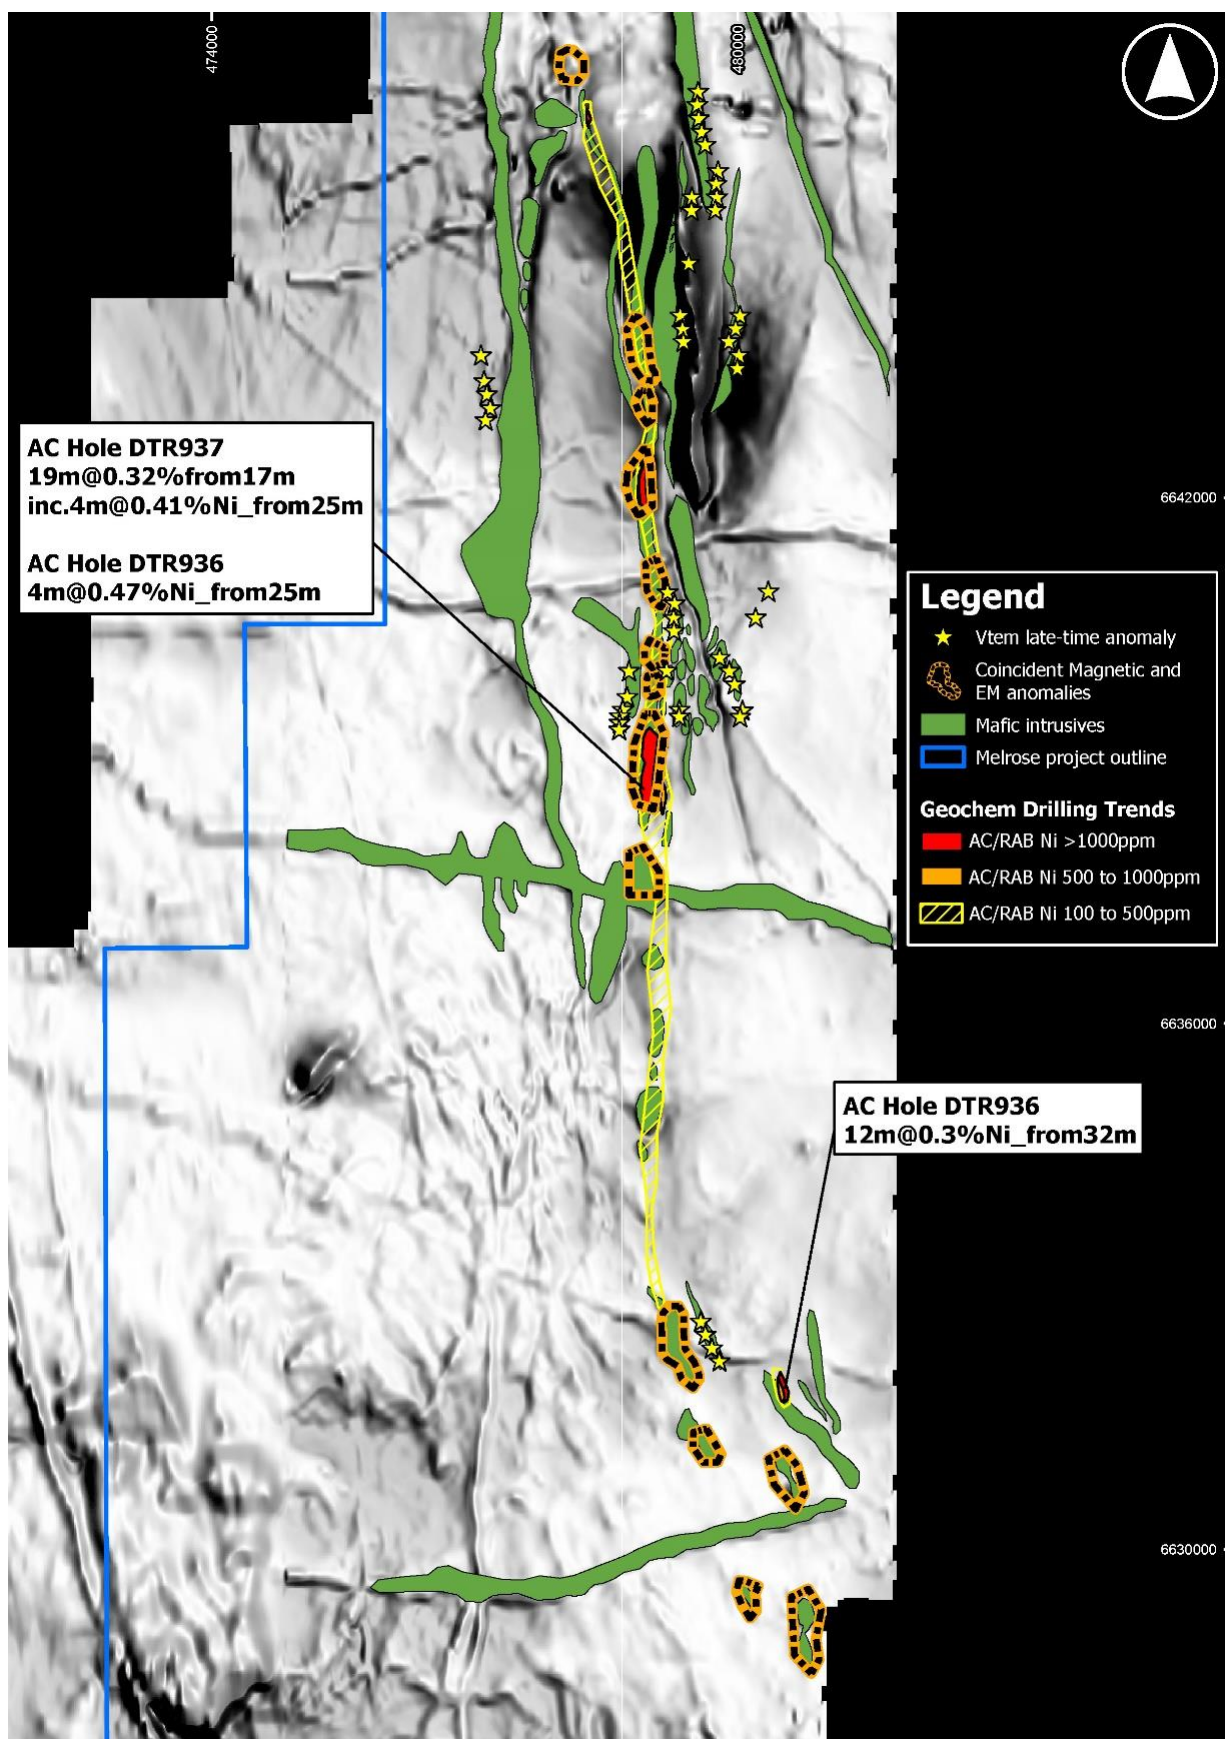 474000
480000
AC Hole DTR937
19m@0.32%from17m
inc.4m@0.41%Ni_from25m
AC Hole DTR936
4m@0.47%Ni_from25m
6642000
Legend
Vtem late-time anomaly
Coincident Magnetic and
EM anomalies
Mafic intrusives
Melrose project outline
Geochem Drilling Trends
AC/RAB Ni >1000ppm
AC/RAB Ni 500 to 1000ppm
AC/RAB Ni 100 to 500ppm
6636000
AC Hole DTR936
12m@0.3%Ni_from32m
6630000